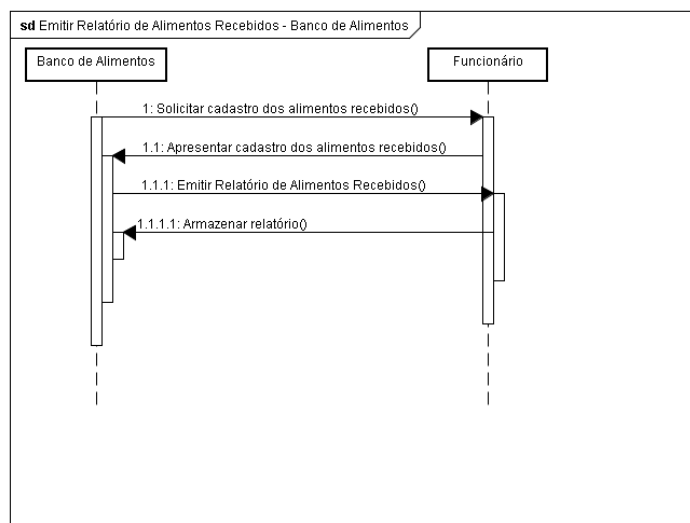 sd Emitir Relatório de Alimentos Recebidos - Banco de Alimentos
Banco de Alimentos
Funcionário
1: Solicitar cadastro dos alimentos recebidos()
1.1: Apresentar cadastro dos alimentos recebidos()
1.1.1: Emitir Relatório de Alimentos Recebidos()
1.1.1.1: Armazenar relatório()